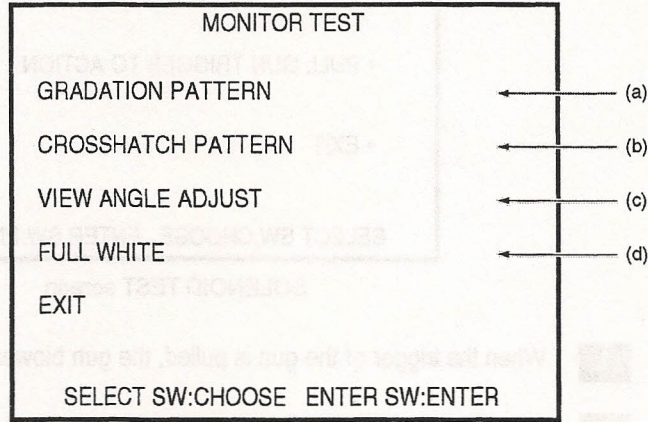 MONITOR TEST
GRADATION PATTERN (a)
CROSSHATCH PATTERN (b)
VIEW ANGLE ADJUST (c)
FULL WHITE (d)
EXIT
SELECT SW:CHOOSE ENTER SW:ENTER